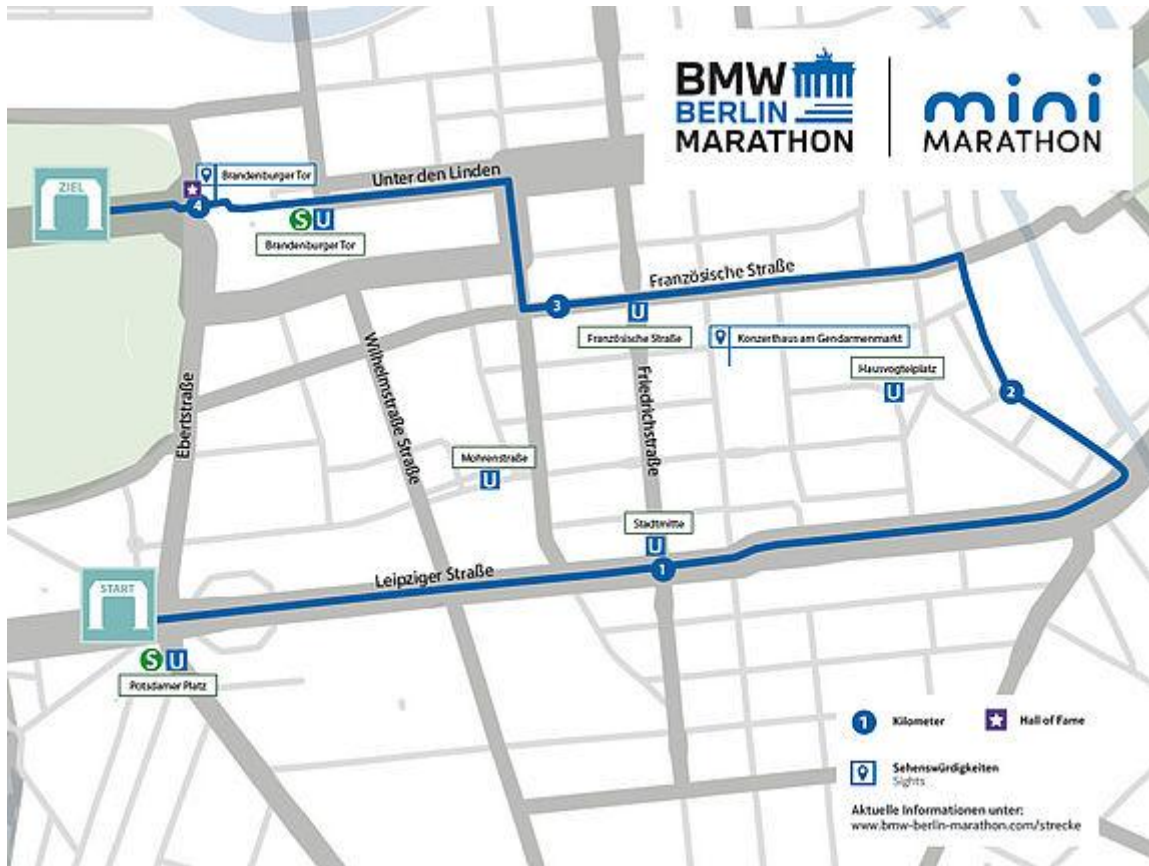 BMW
BERLIN
MARATHON
mini
MARATHON
ZIEL
Brandenburger Tor
4
Unter den Linden
S U
Brandenburger Tor
Französische Straße
3
U
Französische Straße
Konzerthaus am Gendarmenmarkt
Hausvogteiplatz
U
2
Ebertstraße
Wilhelmstraße Straße
Friedrichstraße
Mohrenstraße
U
Stadtmitte
U
1
Leipziger Straße
START
S U
Potsdamer Platz
1 Kilometer
Hall of Fame
Sehenswürdigkeiten
Sights
Aktuelle Informationen unter:
www.bmw-berlin-marathon.com/strecke